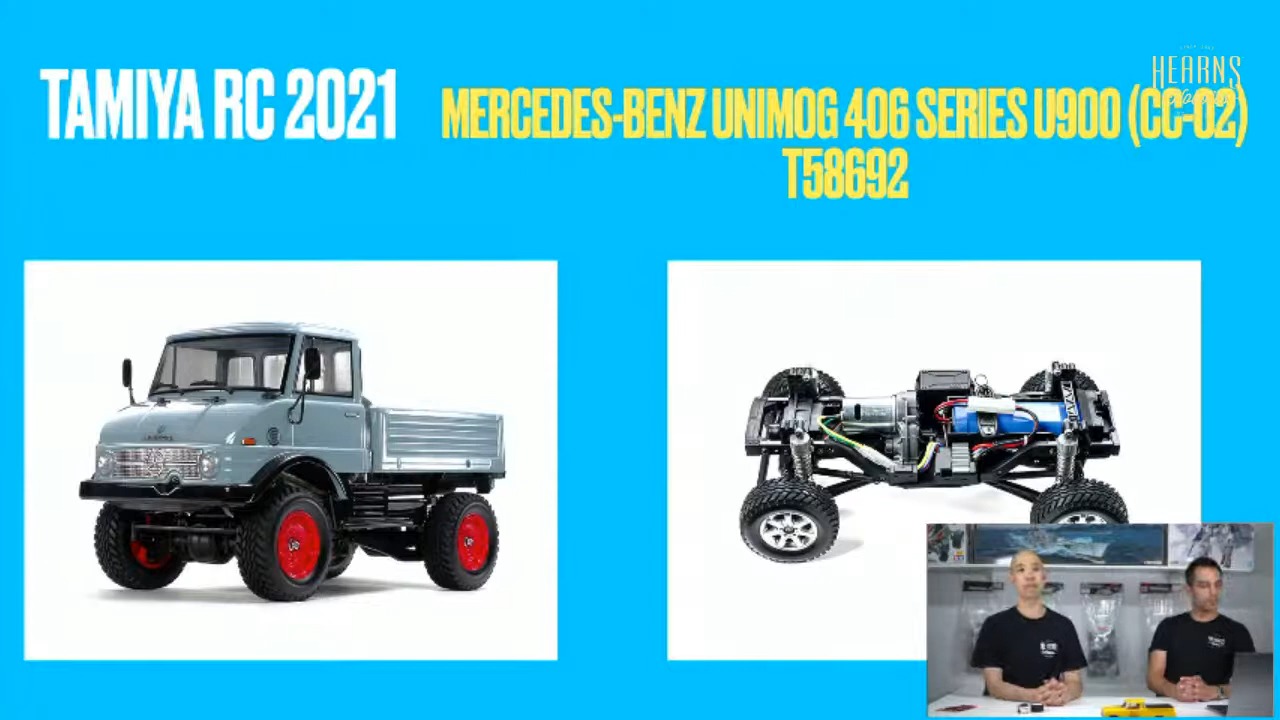 TAMIYA RC 2021
MERCEDES-BENZ UNIMOG 406 SERIES U900 (CC-02)
T58692
HEARNS